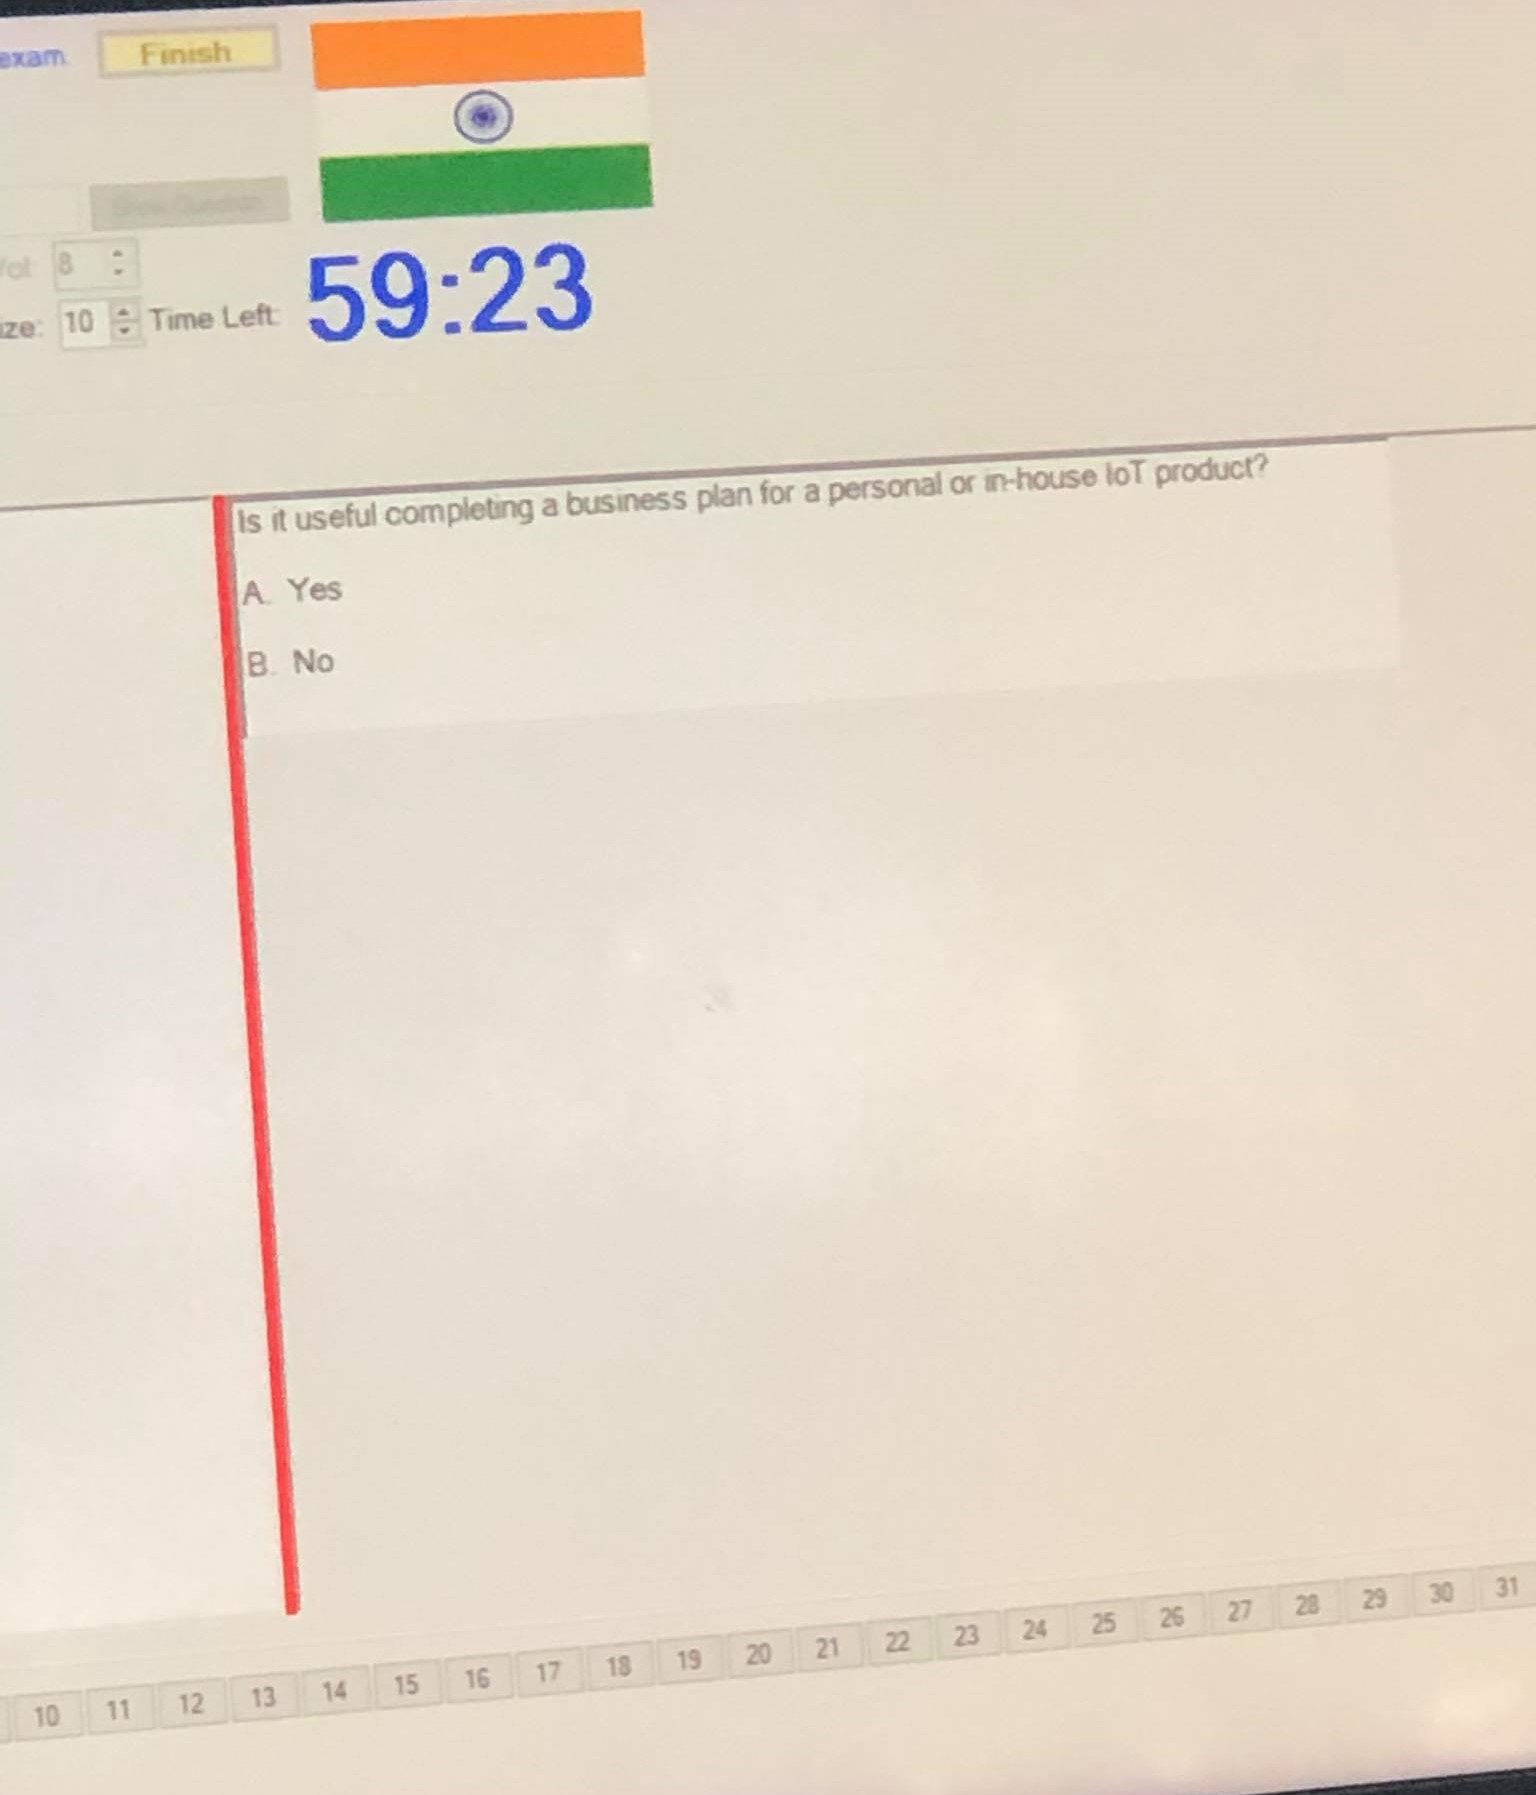 exam
Finish
8
ize: 10 Time Left: 59:23
Is it useful completing a business plan for a personal or in-house IoT product?
A. Yes
B. No
10 11 12 13 14 15 16 17 18 19 20 21 22 23 24 25 26 27 28 29 30 31